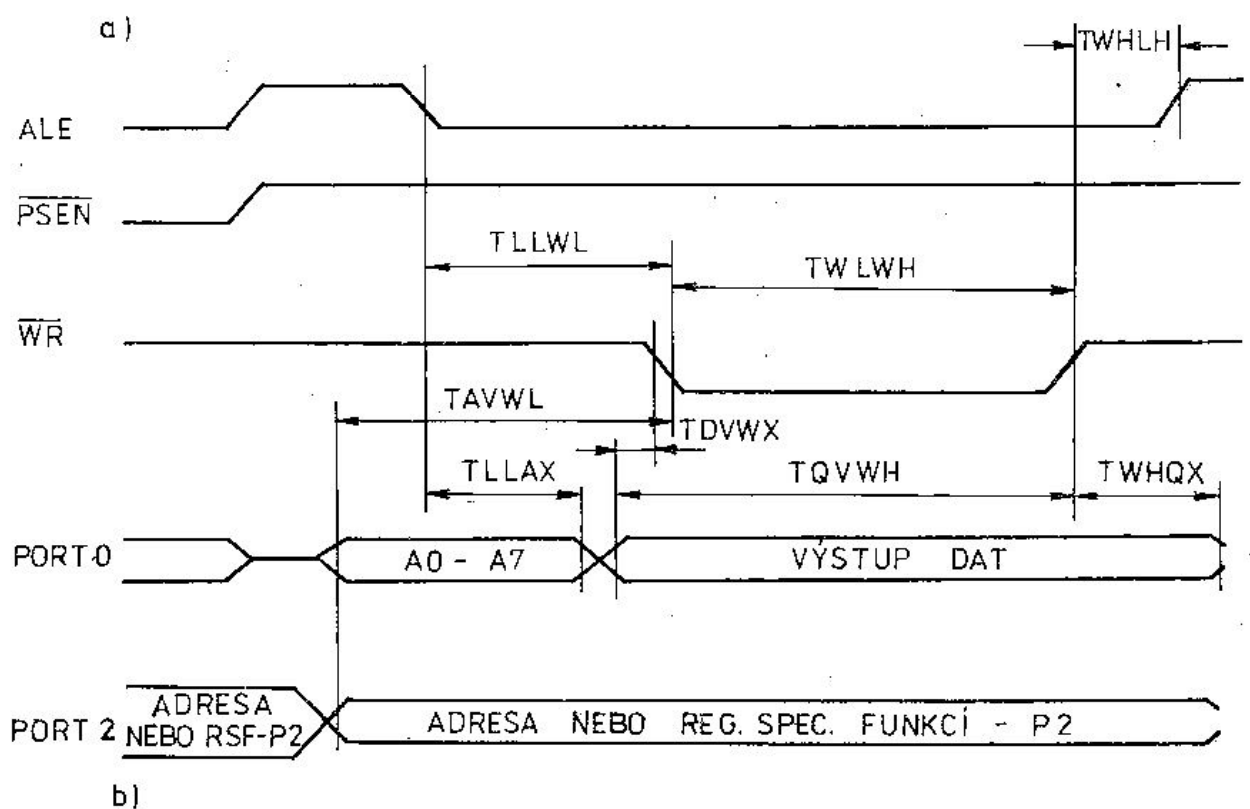 a)
TWHLH
ALE
PSEN
TLLWL
TWLWH
WR
TAVWL
TDVWX
TLLAX
TQVWH
TWHQX
PORT 0
A0 - A7
VÝSTUP DAT
ADRESA
NEBO RSF-P2
PORT 2
ADRESA NEBO REG. SPEC. FUNKCÍ - P2
b)